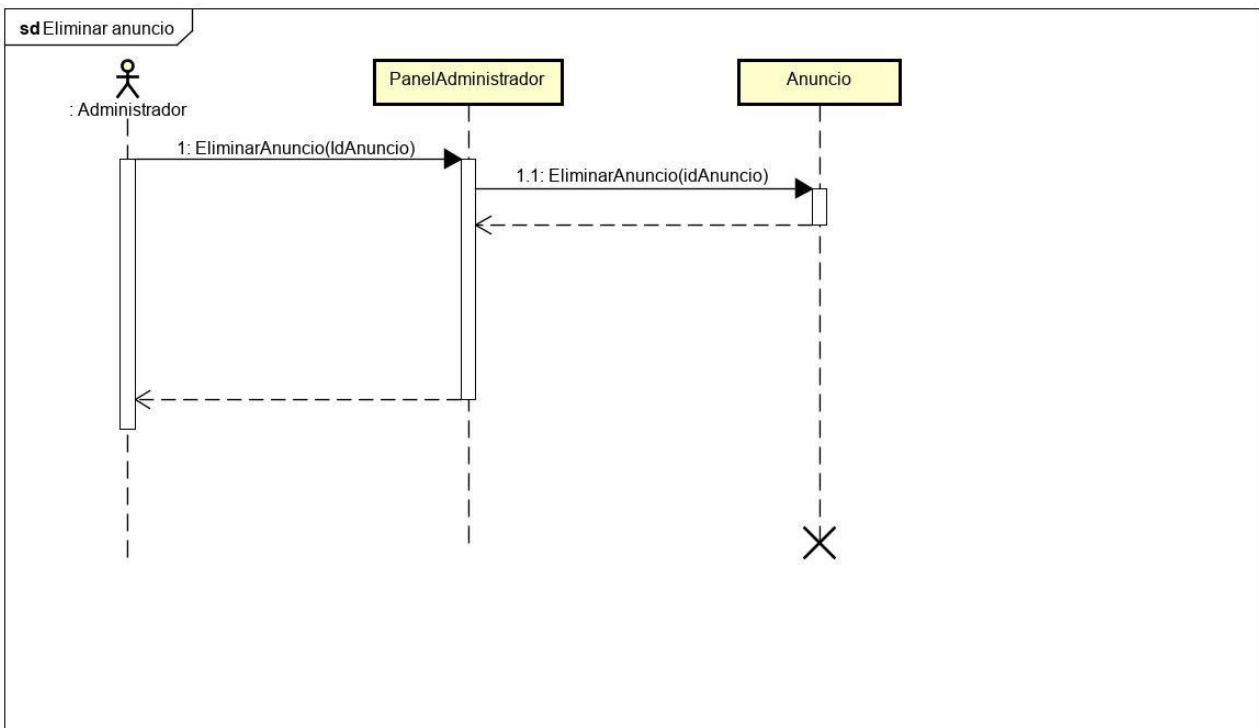 sd Eliminar anuncio
: Administrador
PanelAdministrador
Anuncio
1: EliminarAnuncio(IdAnuncio)
1.1: EliminarAnuncio(idAnuncio)